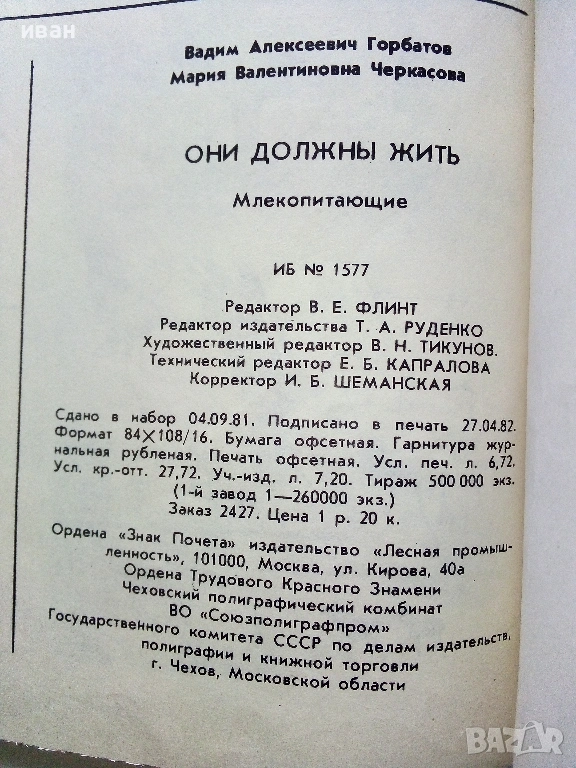 иван
Вадим Алексеевич Горбатов
Мария Валентиновна Черкасова
ОНИ ДОЛЖНЫ ЖИТЬ
Млекопитающие
ИБ № 1577
Редактор В. Е. ФЛИНТ
Редактор издательства Т. А. РУДЕНКО
Художественный редактор В. Н. ТИКУНОВ.
Технический редактор Е. Б. КАПРАЛОВА
Корректор И. Б. ШЕМАНСКАЯ
Сдано в набор 04.09.81. Подписано в печать 27.04.82.
Формат 84×108/16. Бумага офсетная. Гарнитура жур-
нальная рубленая. Печать офсетная. Усл. печ. л. 6,72.
Усл. кр.-отт. 27,72. Уч.-изд. л. 7,20. Тираж 500 000 экз.
(1-й завод 1—260000 экз.)
Заказ 2427. Цена 1 р. 20 к.
Ордена «Знак Почета» издательство «Лесная промыш-
ленность», 101000, Москва, ул. Кирова, 40а
Ордена Трудового Красного Знамени
Чеховский полиграфический комбинат
ВО «Союзполиграфпром»
Государственного комитета СССР по делам издательств,
полиграфии и книжной торговли
г. Чехов, Московской области
BAZAR